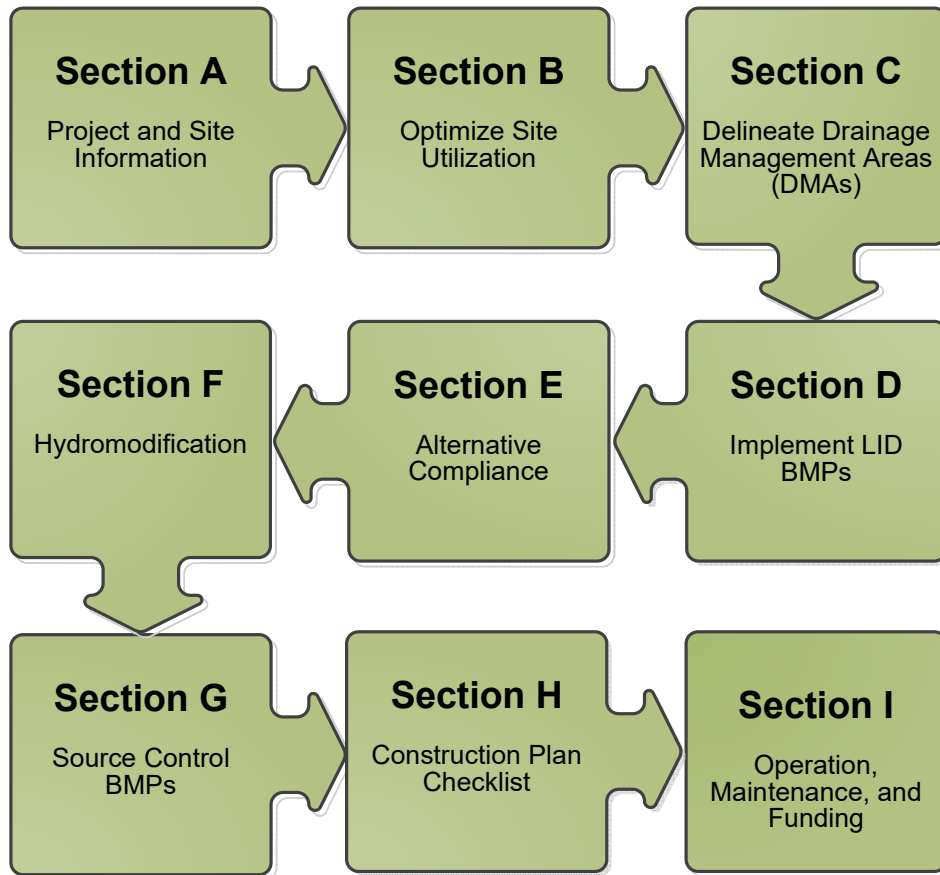 Section A
Project and Site
Information
Section B
Optimize Site
Utilization
Section C
Delineate Drainage
Management Areas
(DMAs)
Section D
Implement LID
BMPs
Section E
Alternative
Compliance
Section F
Hydromodification
Section G
Source Control
BMPs
Section H
Construction Plan
Checklist
Section I
Operation,
Maintenance, and
Funding